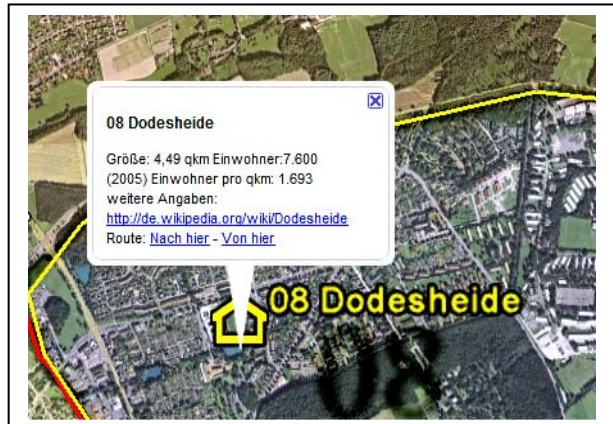 08 Dodesheide
Größe: 4,49 qkm Einwohner:7.600
(2005) Einwohner pro qkm: 1.693
weitere Angaben:
http://de.wikipedia.org/wiki/Dodesheide
Route: Nach hier - Von hier
08 Dodesheide
08